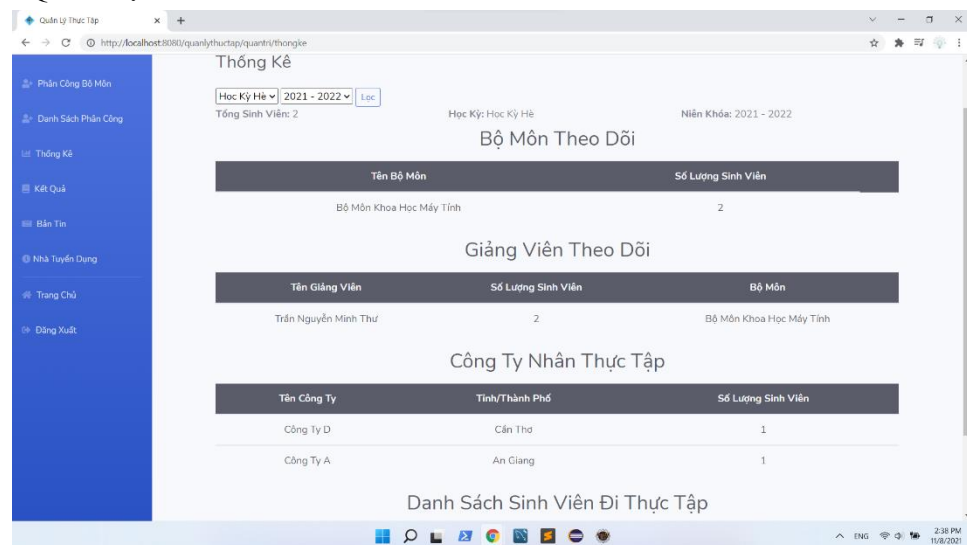 Quản Lý Thực Tập
http://localhost:8080/quanlythuctap/quantri/thongke
Phân Công Bộ Môn
Danh Sách Phân Công
Thống Kê
Kết Quả
Bản Tin
Nhà Tuyển Dụng
Trang Chủ
Đăng Xuất
Thống Kê
Học Kỳ Hè 2021 - 2022 Lọc
Tổng Sinh Viên: 2 Học Kỳ: Học Kỳ Hè Niên Khóa: 2021 - 2022
Bộ Môn Theo Dõi
Tên Bộ Môn Số Lượng Sinh Viên
Bộ Môn Khoa Học Máy Tính 2
Giảng Viên Theo Dõi
Tên Giảng Viên Số Lượng Sinh Viên Bộ Môn
Trần Nguyễn Minh Thư 2 Bộ Môn Khoa Học Máy Tính
Công Ty Nhân Thực Tập
Tên Công Ty Tỉnh/Thành Phố Số Lượng Sinh Viên
Công Ty D Cần Thơ 1
Công Ty A An Giang 1
Danh Sách Sinh Viên Đi Thực Tập
ENG 2:38 PM
11/8/2021